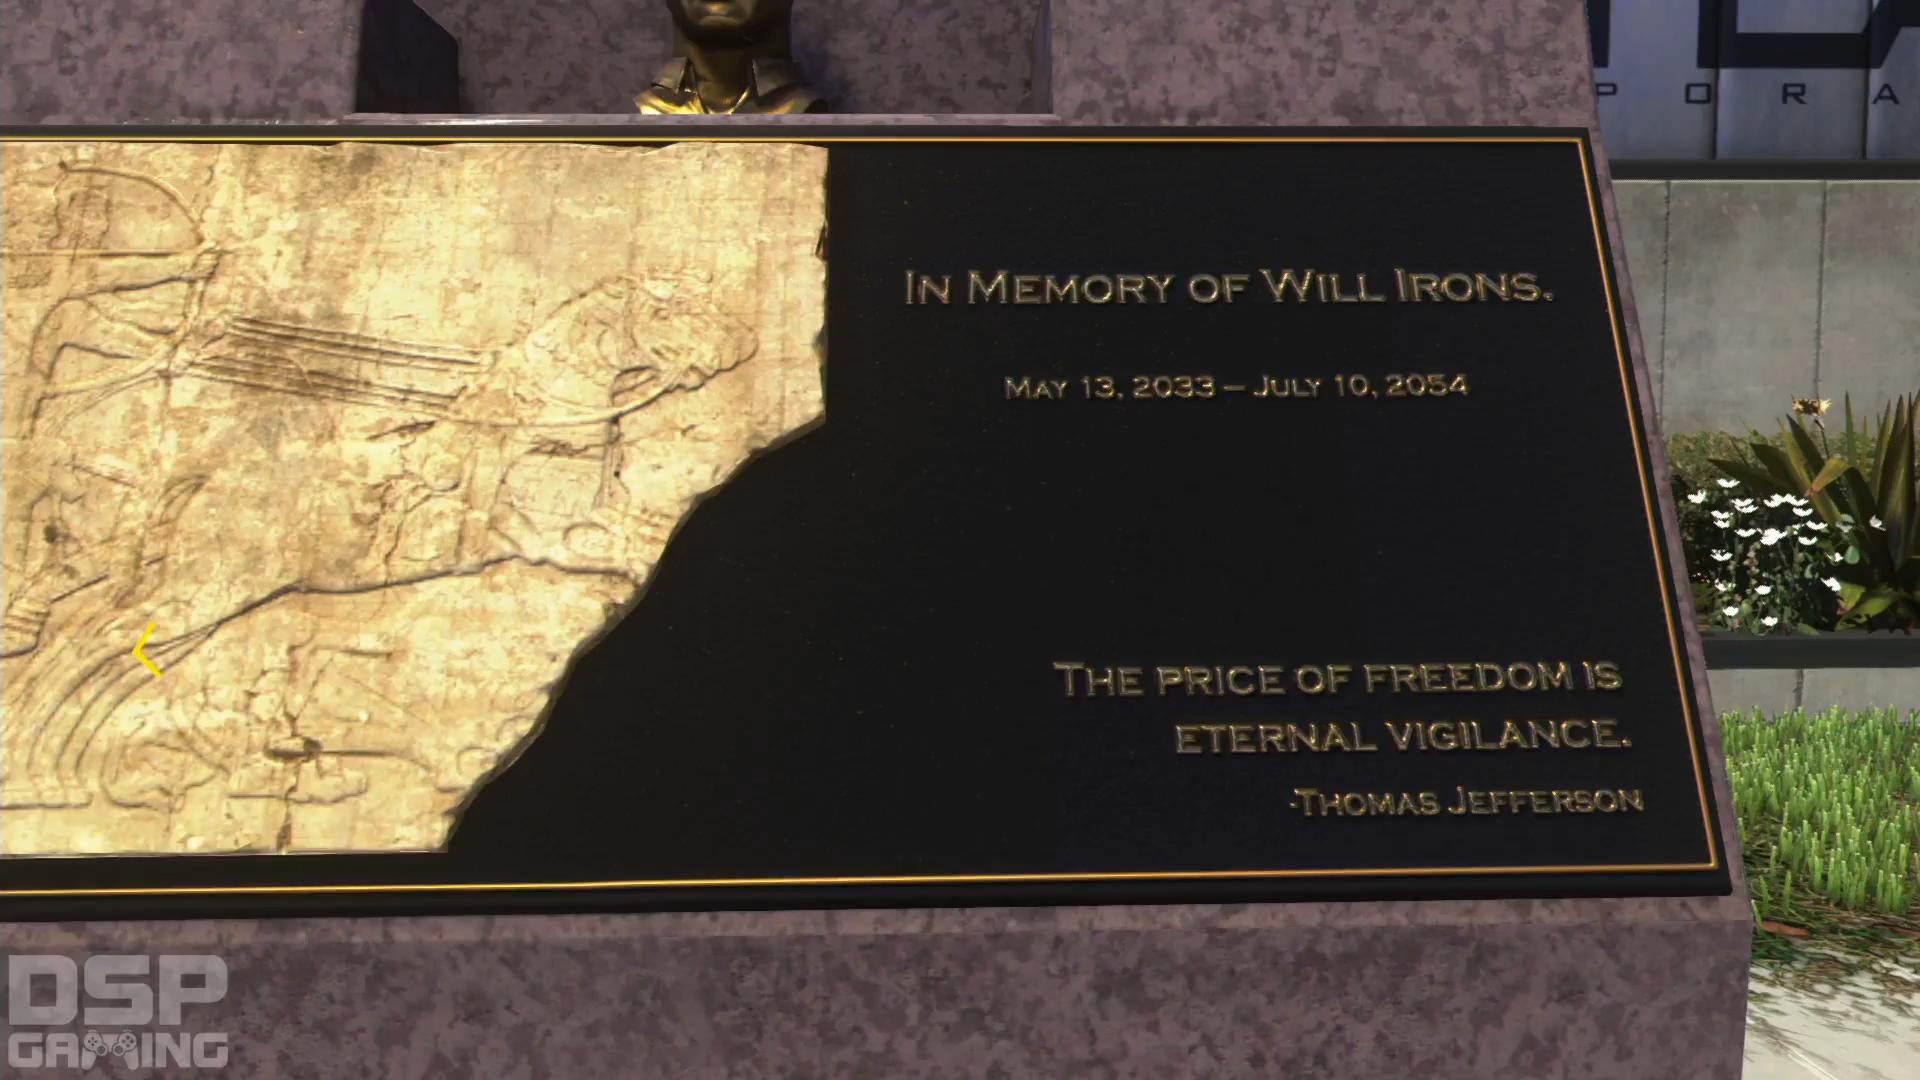 PORA
In Memory of Will Irons.
May 13, 2033 – July 10, 2054
The price of freedom is
eternal vigilance.
-Thomas Jefferson
DSP
GAMING